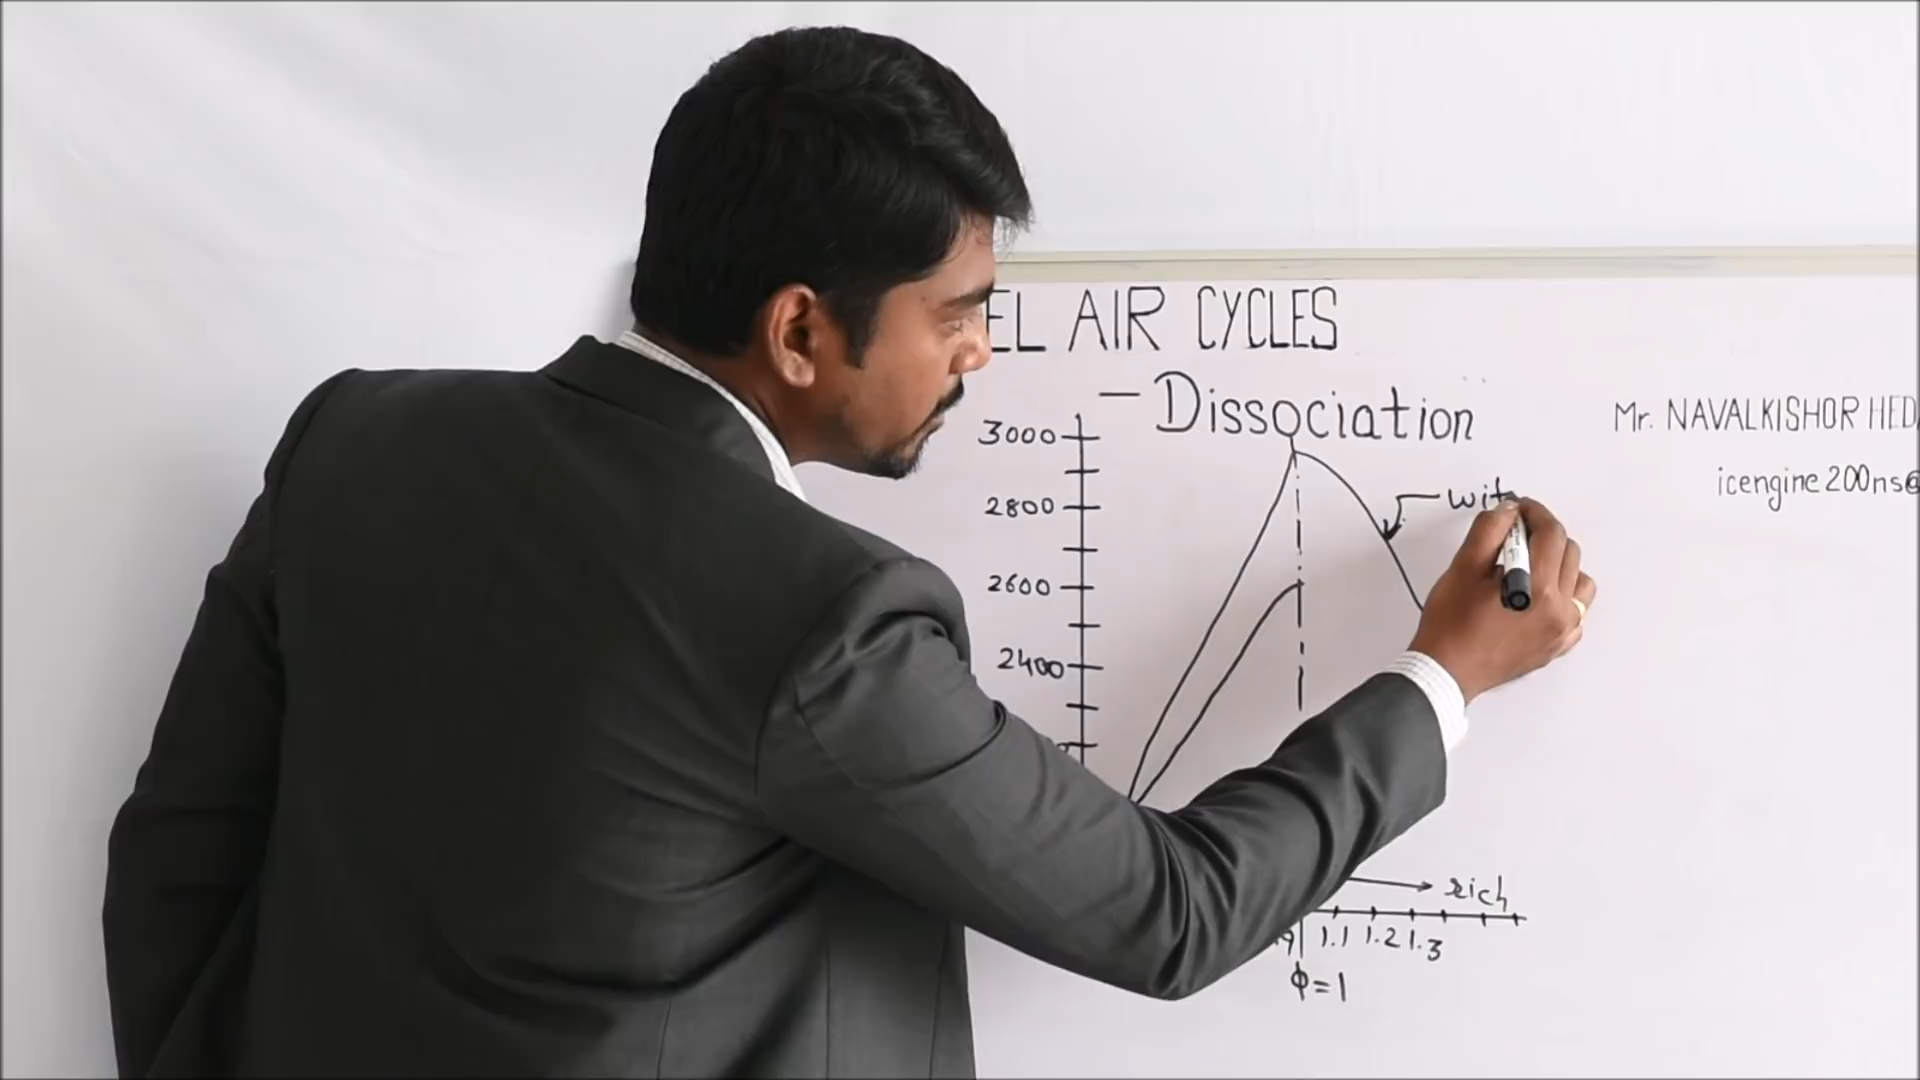 EL AIR CYCLES
– Dissociation
Mr. NAVALKISHOR HED
icengine200ns@
3000
2800
wit
2600
2400
rich
1.1 1.2 1.3
ϕ=1